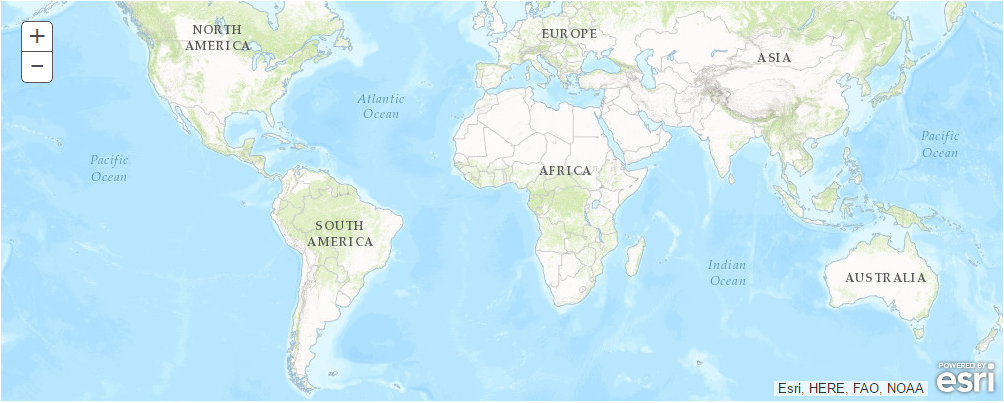 +
−
NORTH
AMERICA
EUROPE
ASIA
Atlantic
Ocean
Pacific
Ocean
Pacific
Ocean
AFRICA
SOUTH
AMERICA
Indian
Ocean
AUSTRALIA
POWERED BY
esri
Esri, HERE, FAO, NOAA